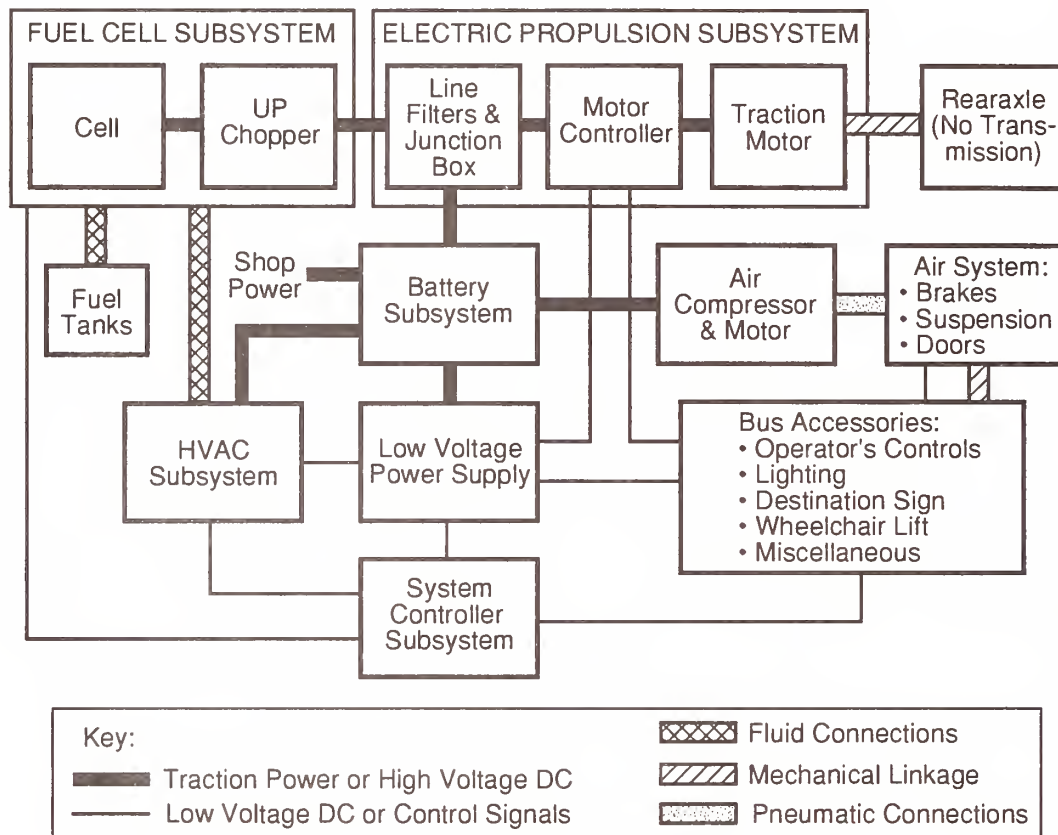 FUEL CELL SUBSYSTEM
ELECTRIC PROPULSION SUBSYSTEM
Cell
UP
Chopper
Line
Filters &
Junction
Box
Motor
Controller
Traction
Motor
Rearaxle
(No Trans-
mission)
Fuel
Tanks
Shop
Power
Battery
Subsystem
Air
Compressor
& Motor
Air System:
• Brakes
• Suspension
• Doors
HVAC
Subsystem
Low Voltage
Power Supply
Bus Accessories:
• Operator's Controls
• Lighting
• Destination Sign
• Wheelchair Lift
• Miscellaneous
System
Controller
Subsystem
Key:
Traction Power or High Voltage DC
Low Voltage DC or Control Signals
Fluid Connections
Mechanical Linkage
Pneumatic Connections